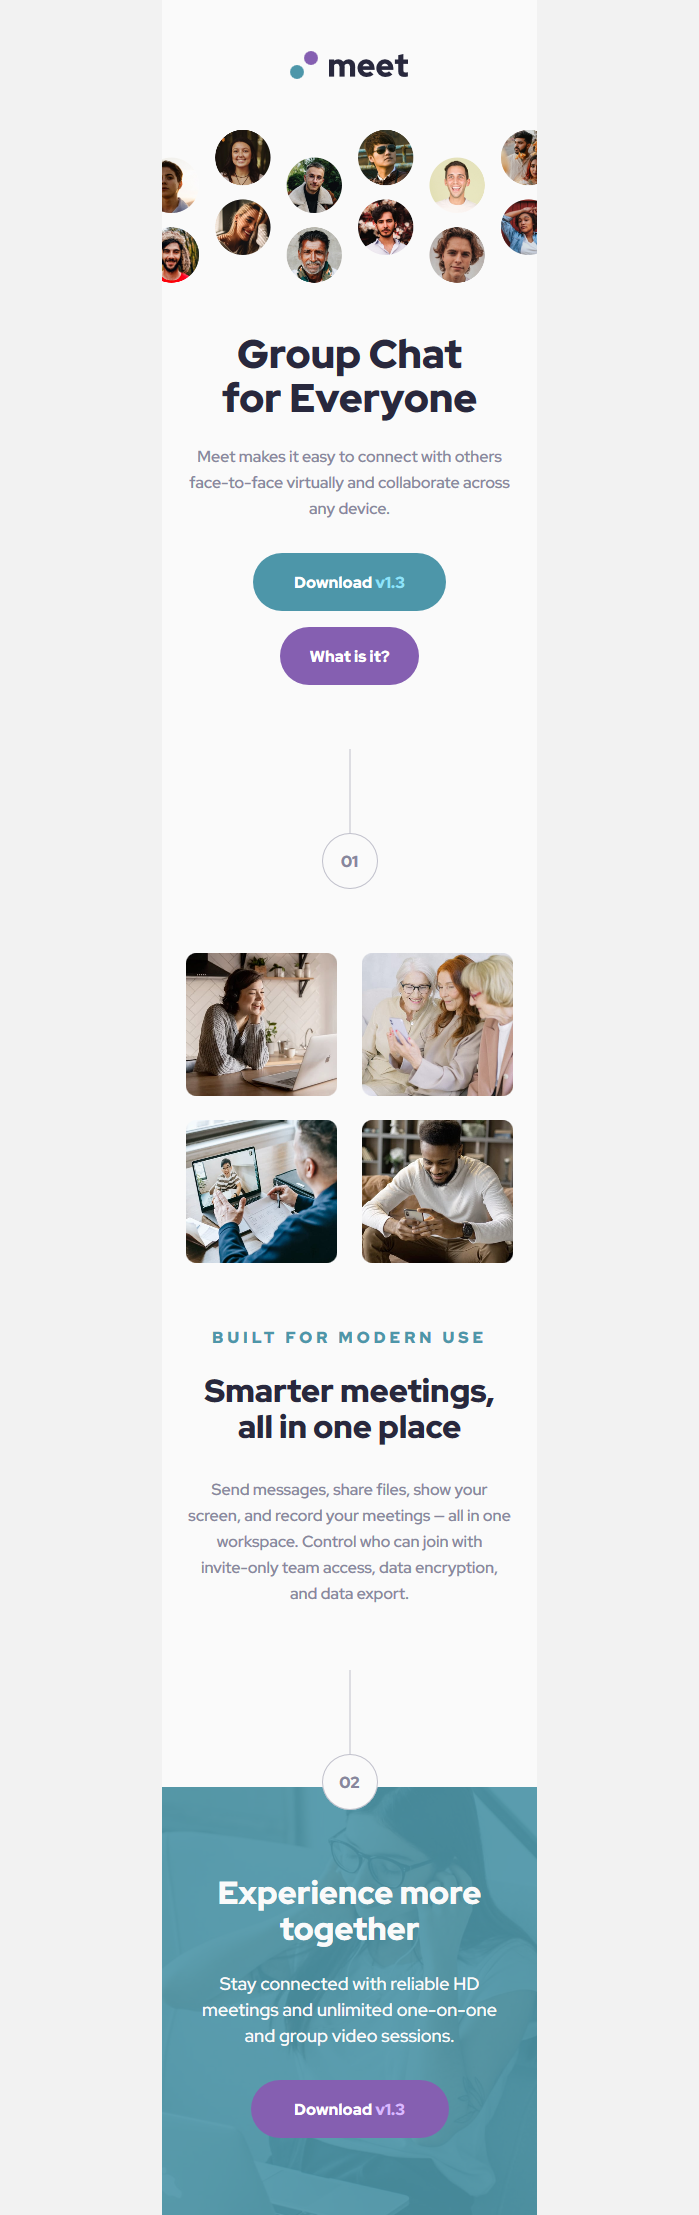 meet
Group Chat
for Everyone
Meet makes it easy to connect with others
face-to-face virtually and collaborate across
any device.
Download v1.3
What is it?
01
BUILT FOR MODERN USE
Smarter meetings,
all in one place
Send messages, share files, show your
screen, and record your meetings — all in one
workspace. Control who can join with
invite-only team access, data encryption,
and data export.
02
Experience more
together
Stay connected with reliable HD
meetings and unlimited one-on-one
and group video sessions.
Download v1.3